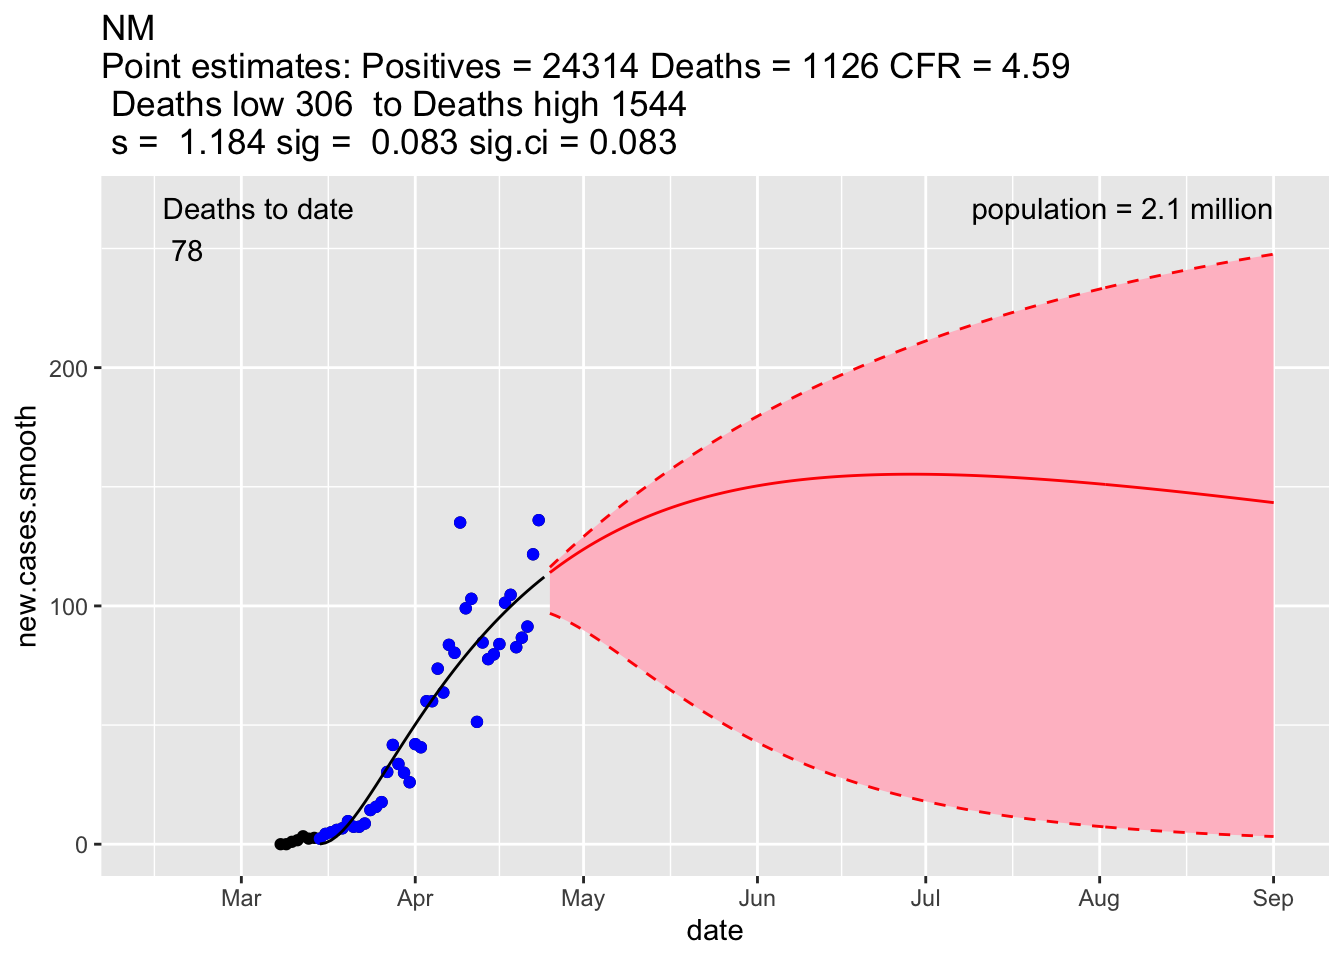 NM
Point estimates: Positives = 24314 Deaths = 1126 CFR = 4.59
Deaths low 306  to Deaths high 1544
s =  1.184 sig =  0.083 sig.ci = 0.083
Deaths to date
78
population = 2.1 million
new.cases.smooth
200
100
0
Mar Apr May Jun Jul Aug Sep
date